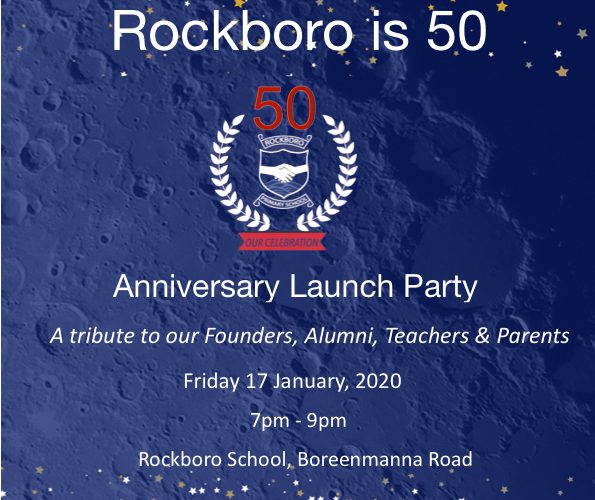 Rockboro is 50
50
ROCKBORO
PRIMARY SCHOOL
OUR CELEBRATION
Anniversary Launch Party
A tribute to our Founders, Alumni, Teachers & Parents
Friday 17 January, 2020
7pm - 9pm
Rockboro School, Boreenmanna Road